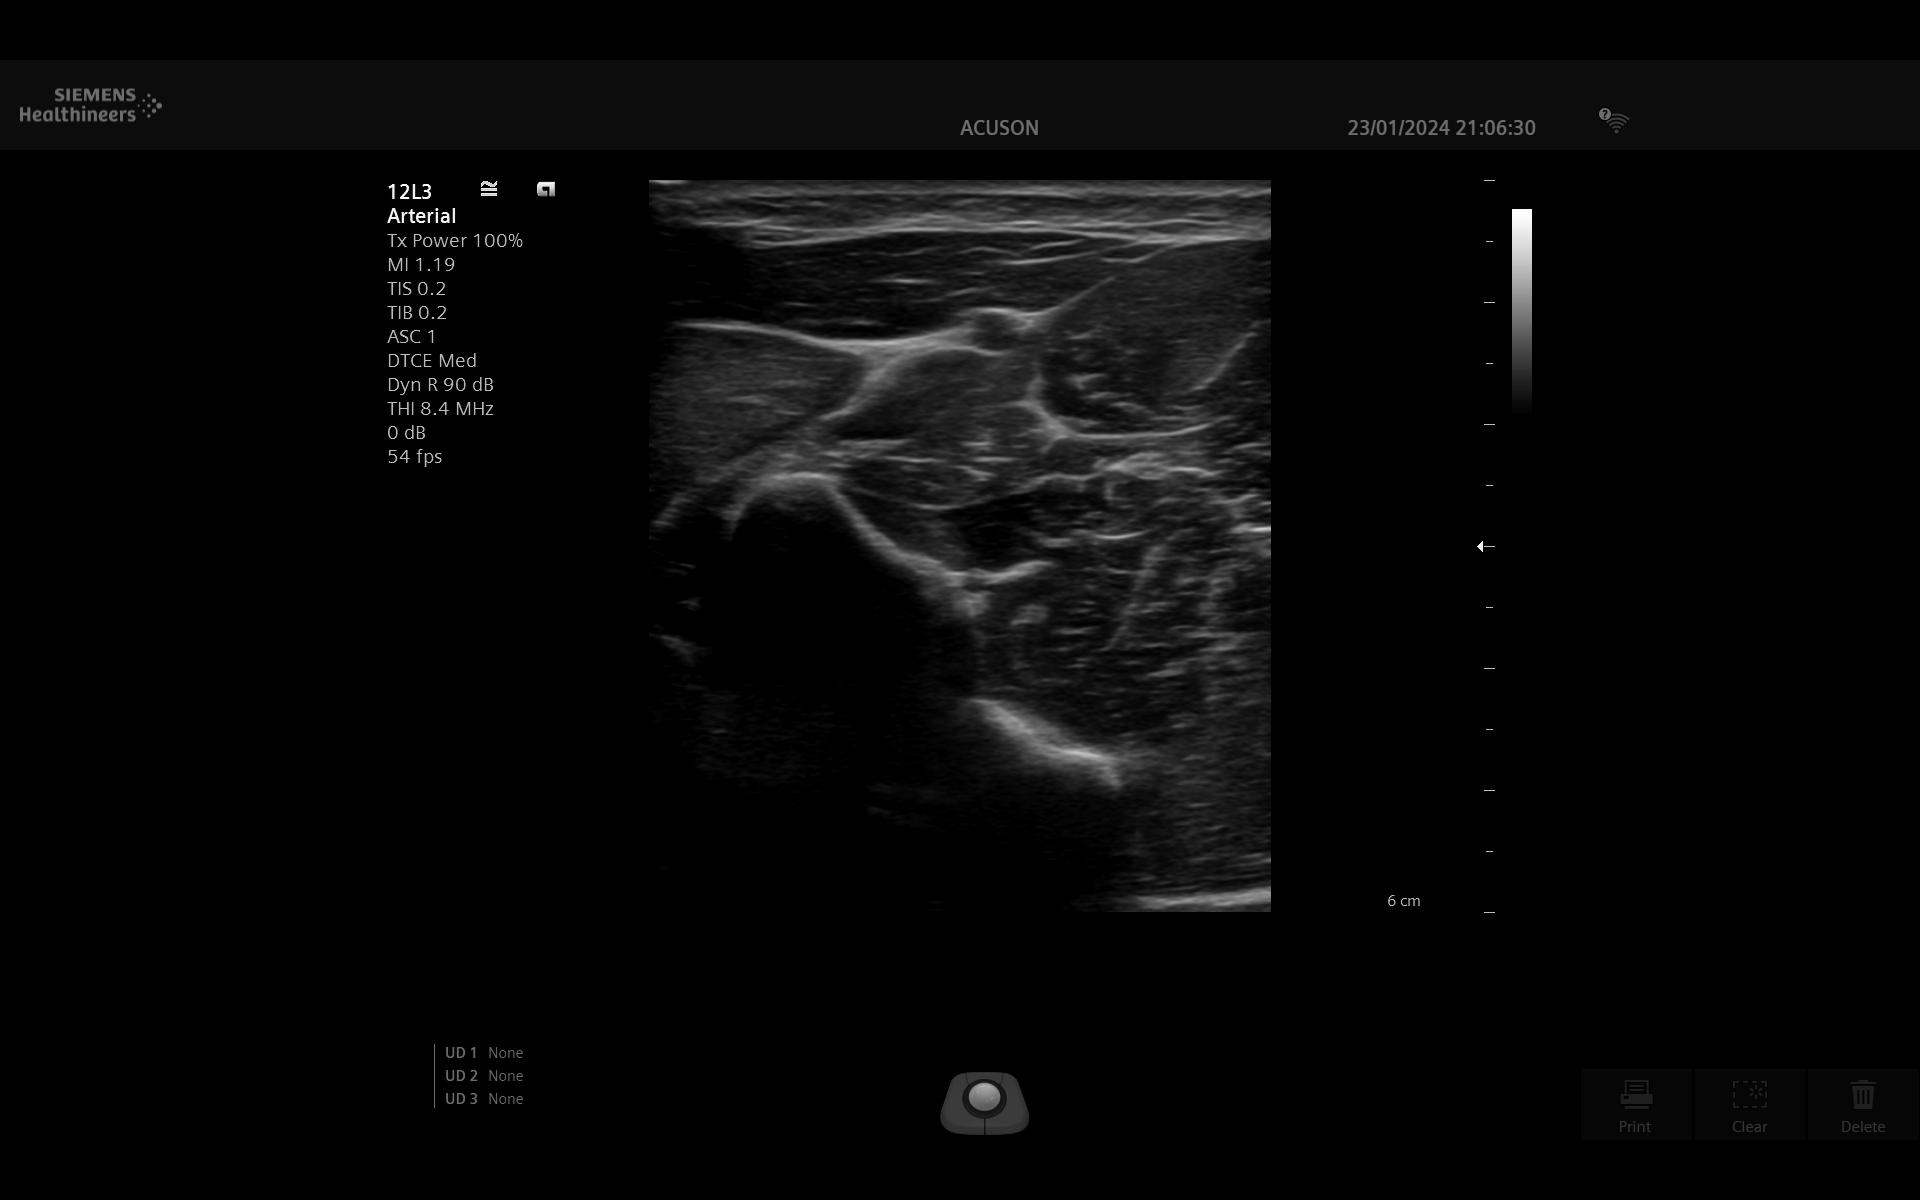 SIEMENS
Healthineers
ACUSON
23/01/2024 21:06:30
?
12L3
Arterial
Tx Power 100%
MI 1.19
TIS 0.2
TIB 0.2
ASC 1
DTCE Med
Dyn R 90 dB
THI 8.4 MHz
0 dB
54 fps
6 cm
UD 1 None
UD 2 None
UD 3 None
Print
Clear
Delete